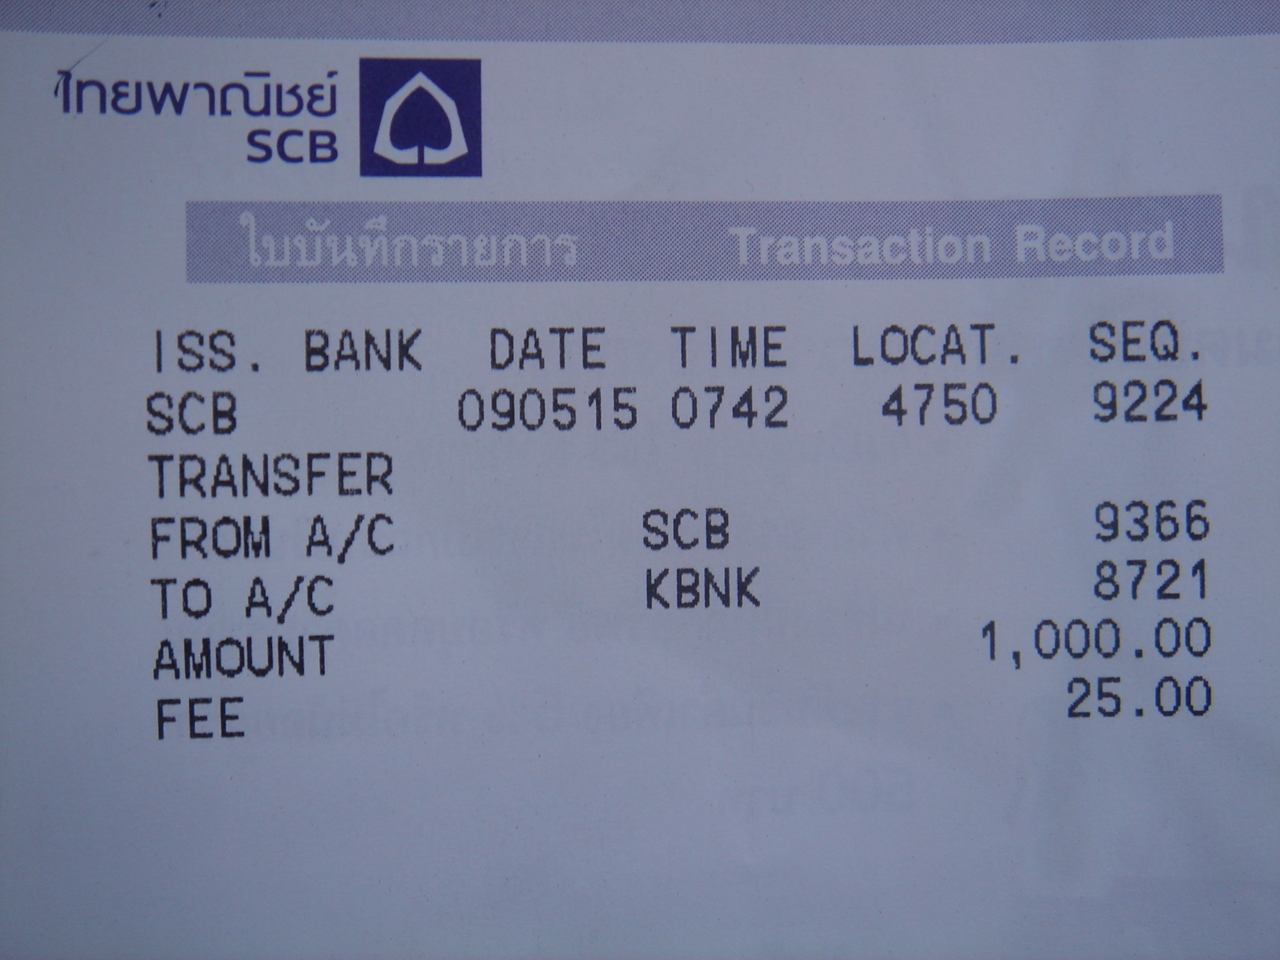 ไทยพาณิชย์
SCB
ใบบันทึกรายการ Transaction Record
ISS. BANK DATE TIME LOCAT. SEQ.
SCB 090515 0742 4750 9224
TRANSFER
FROM A/C SCB 9366
TO A/C KBNK 8721
AMOUNT 1,000.00
FEE 25.00